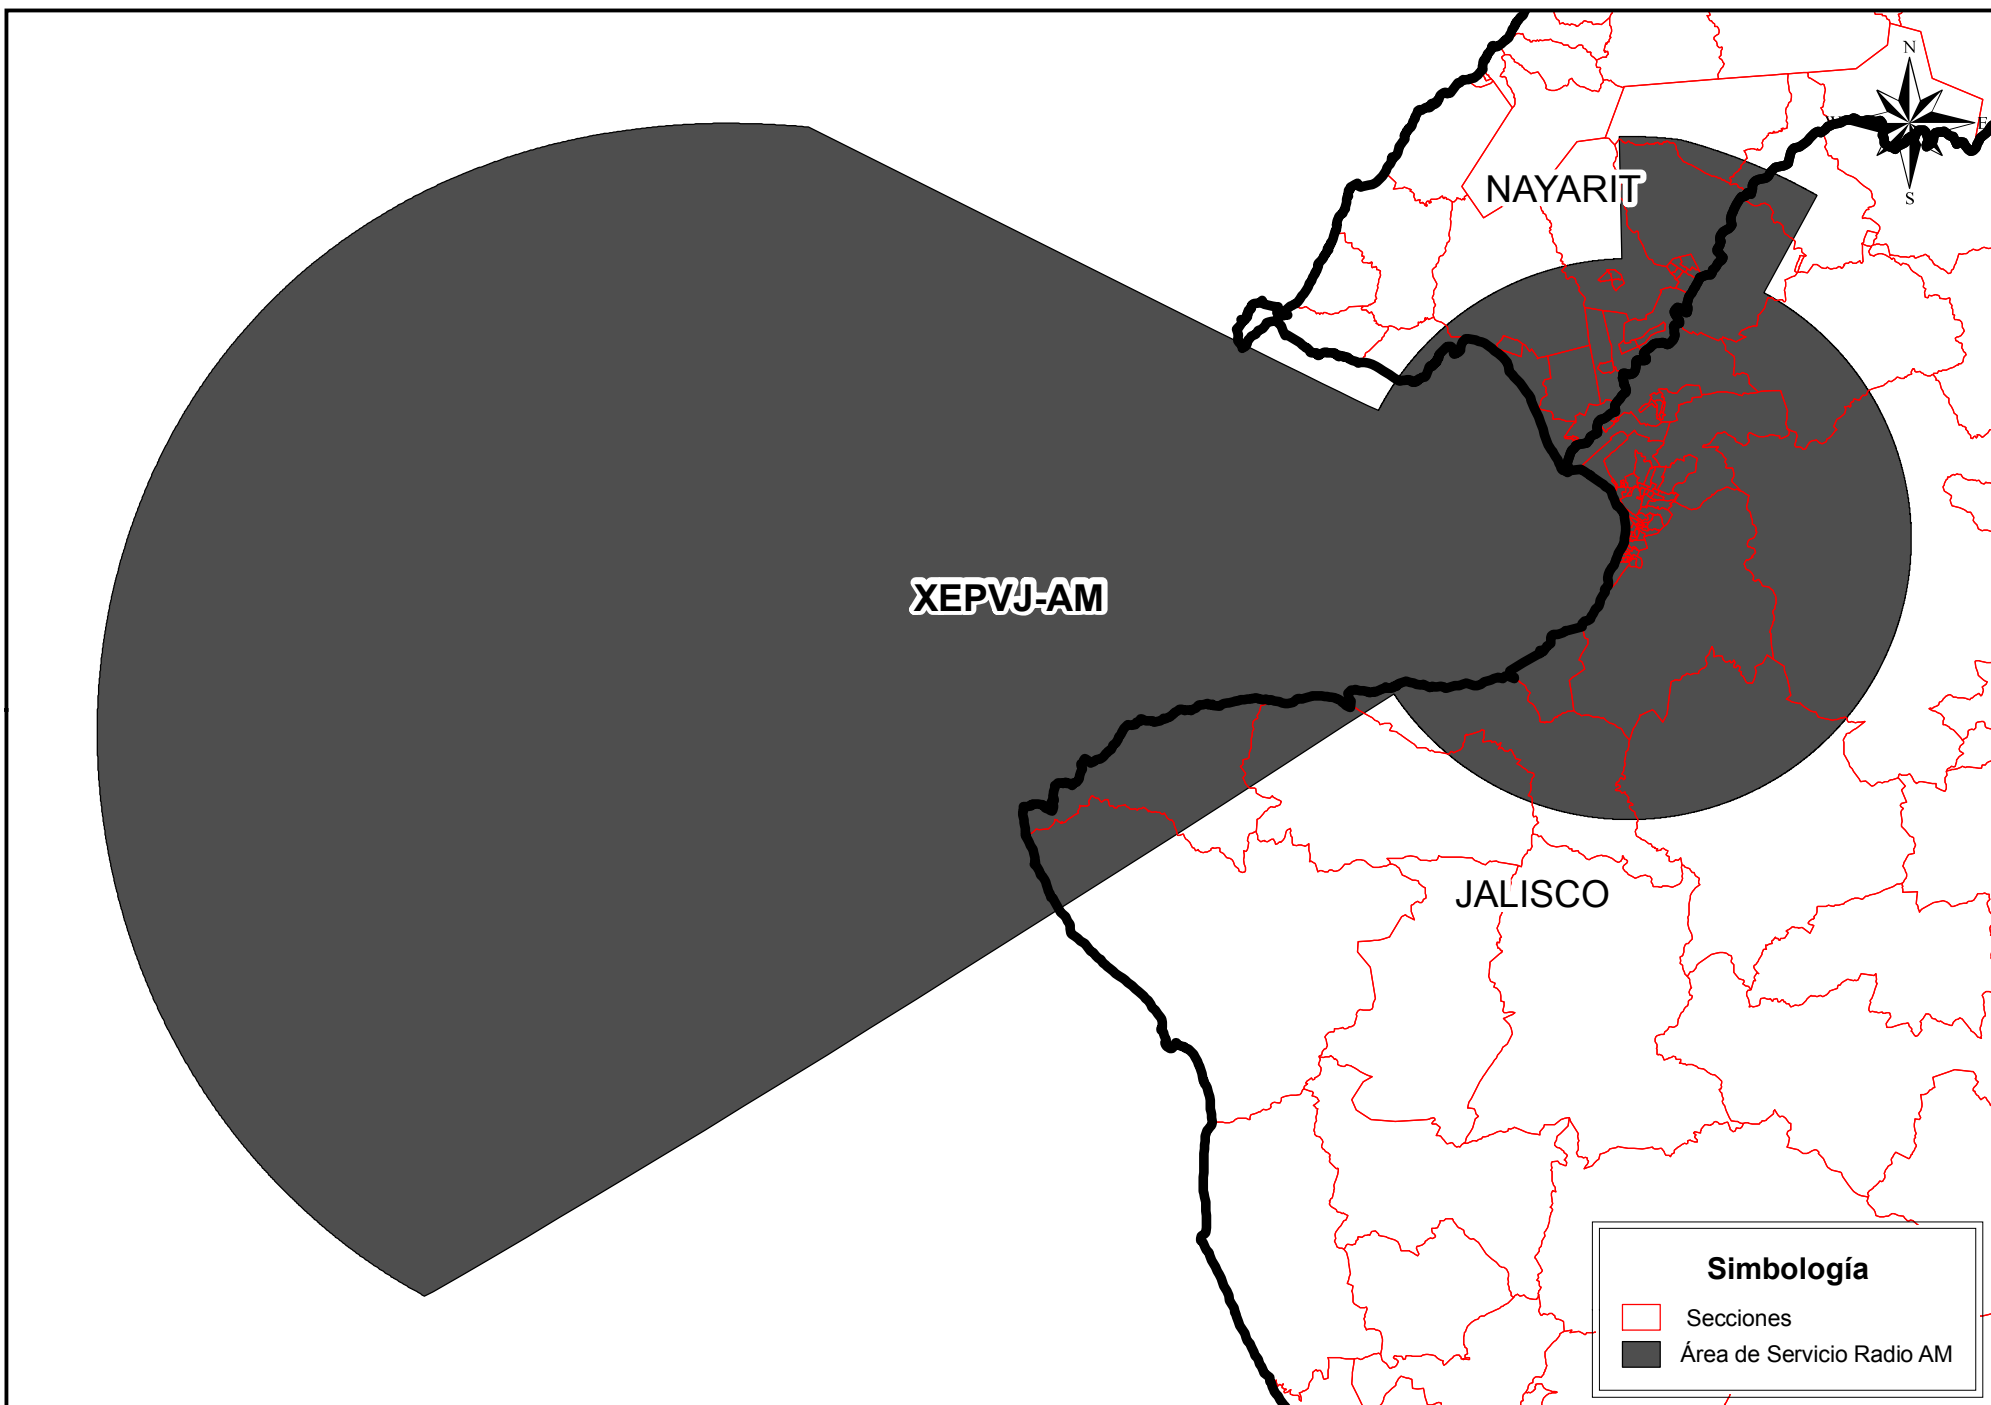 N
E
S
NAYARIT
XEPVJ-AM
JALISCO
Simbología
Secciones
Área de Servicio Radio AM